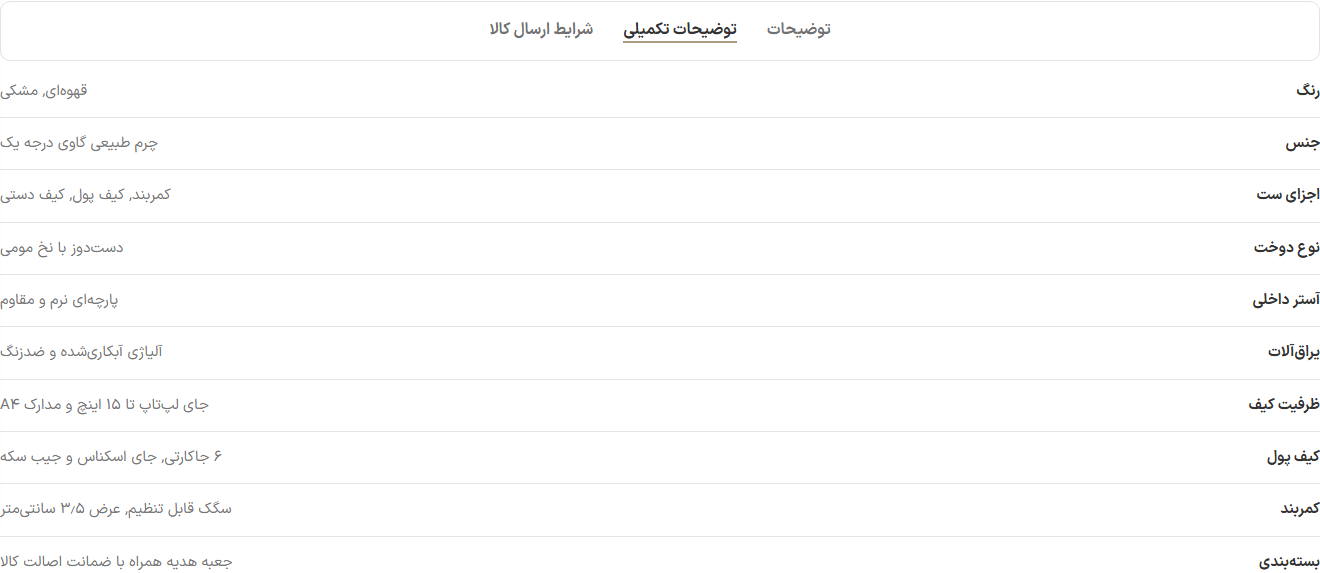 توضیحات توضیحات تکمیلی شرایط ارسال کالا
رنگ قهوه‌ای, مشکی
جنس چرم طبیعی گاوی درجه یک
اجزای ست کمربند, کیف پول, کیف دستی
نوع دوخت دست‌دوز با نخ مومی
آستر داخلی پارچه‌ای نرم و مقاوم
یراق‌آلات آلیاژی آبکاری‌شده و ضدزنگ
ظرفیت کیف جای لپ‌تاپ تا ۱۵ اینچ و مدارک A۴
کیف پول ۶ جاکارتی, جای اسکناس و جیب سکه
کمربند سگک قابل تنظیم, عرض ۳٫۵ سانتی‌متر
بسته‌بندی جعبه هدیه همراه با ضمانت اصالت کالا